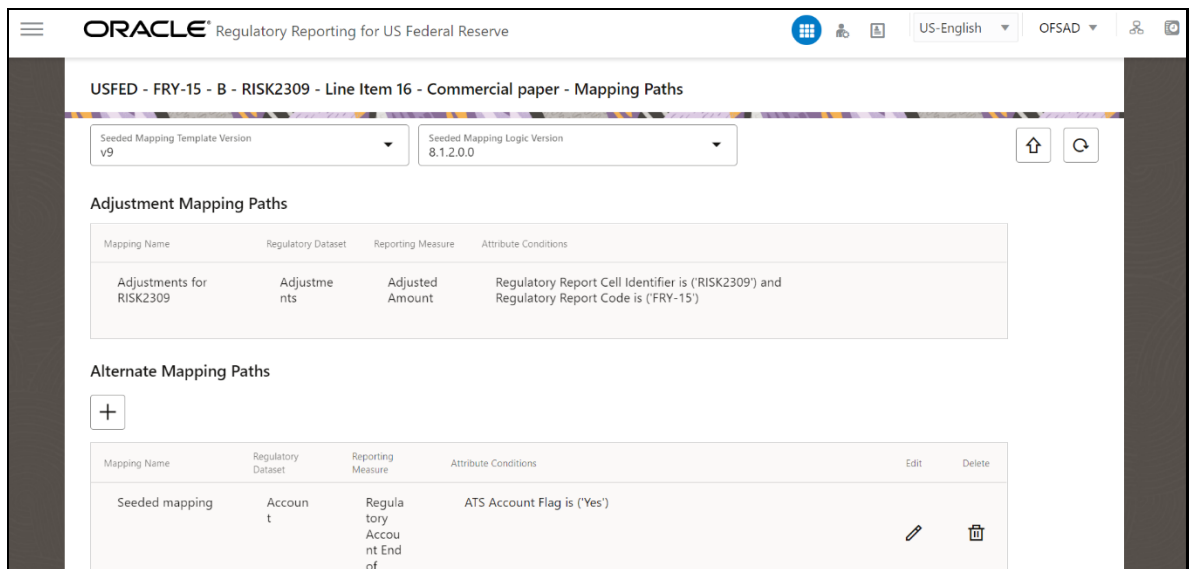 ORACLE® Regulatory Reporting for US Federal Reserve
US-English
OFSAD
USFED - FRY-15 - B - RISK2309 - Line Item 16 - Commercial paper - Mapping Paths
Seeded Mapping Template Version
v9
Seeded Mapping Logic Version
8.1.2.0.0
Adjustment Mapping Paths
Mapping Name Regulatory Dataset Reporting Measure Attribute Conditions
Adjustments for
RISK2309
Adjustme
nts
Adjusted
Amount
Regulatory Report Cell Identifier is ('RISK2309') and
Regulatory Report Code is ('FRY-15')
Alternate Mapping Paths
Mapping Name
Regulatory
Dataset
Reporting
Measure
Attribute Conditions
Edit
Delete
Seeded mapping
Accoun
t
Regula
tory
Accou
nt End
of
ATS Account Flag is ('Yes')